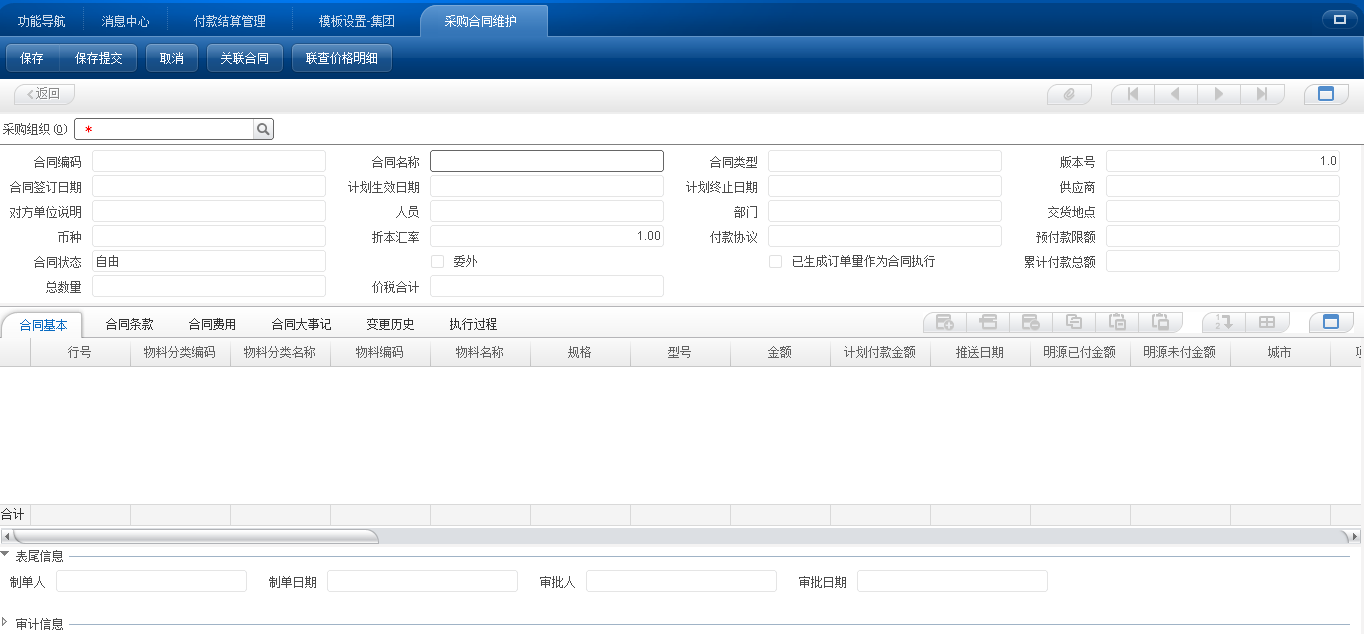 功能导航 消息中心 付款结算管理 模板设置-集团 采购合同维护
保存 保存提交 取消 关联合同 联查价格明细
返回
采购组织(O) *
合同编码 合同名称 合同类型 版本号 1.0
合同签订日期 计划生效日期 计划终止日期 供应商
对方单位说明 人员 部门 交货地点
币种 折本汇率 1.00 付款协议 预付款限额
合同状态 自由 委外 已生成订单量作为合同执行 累计付款总额
总数量 价税合计
合同基本 合同条款 合同费用 合同大事记 变更历史 执行过程
行号 物料分类编码 物料分类名称 物料编码 物料名称 规格 型号 金额 计划付款金额 推送日期 明源已付金额 明源未付金额 城市
合计
表尾信息
制单人 制单日期 审批人 审批日期
审计信息